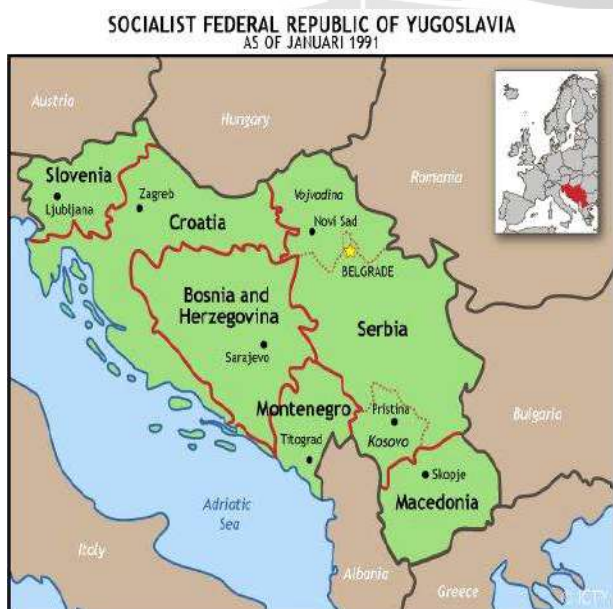 SOCIALIST FEDERAL REPUBLIC OF YUGOSLAVIA
AS OF JANUARI 1991
Austria
Hungary
Romania
Slovenia
Ljubljana
Zagreb
Croatia
Vojvodina
Novi Sad
BELGRADE
Bosnia and
Herzegovina
Sarajevo
Serbia
Montenegro
Titograd
Pristina
Kosovo
Bulgaria
Skopje
Macedonia
Adriatic
Sea
Italy
Albania
Greece
© ICTY